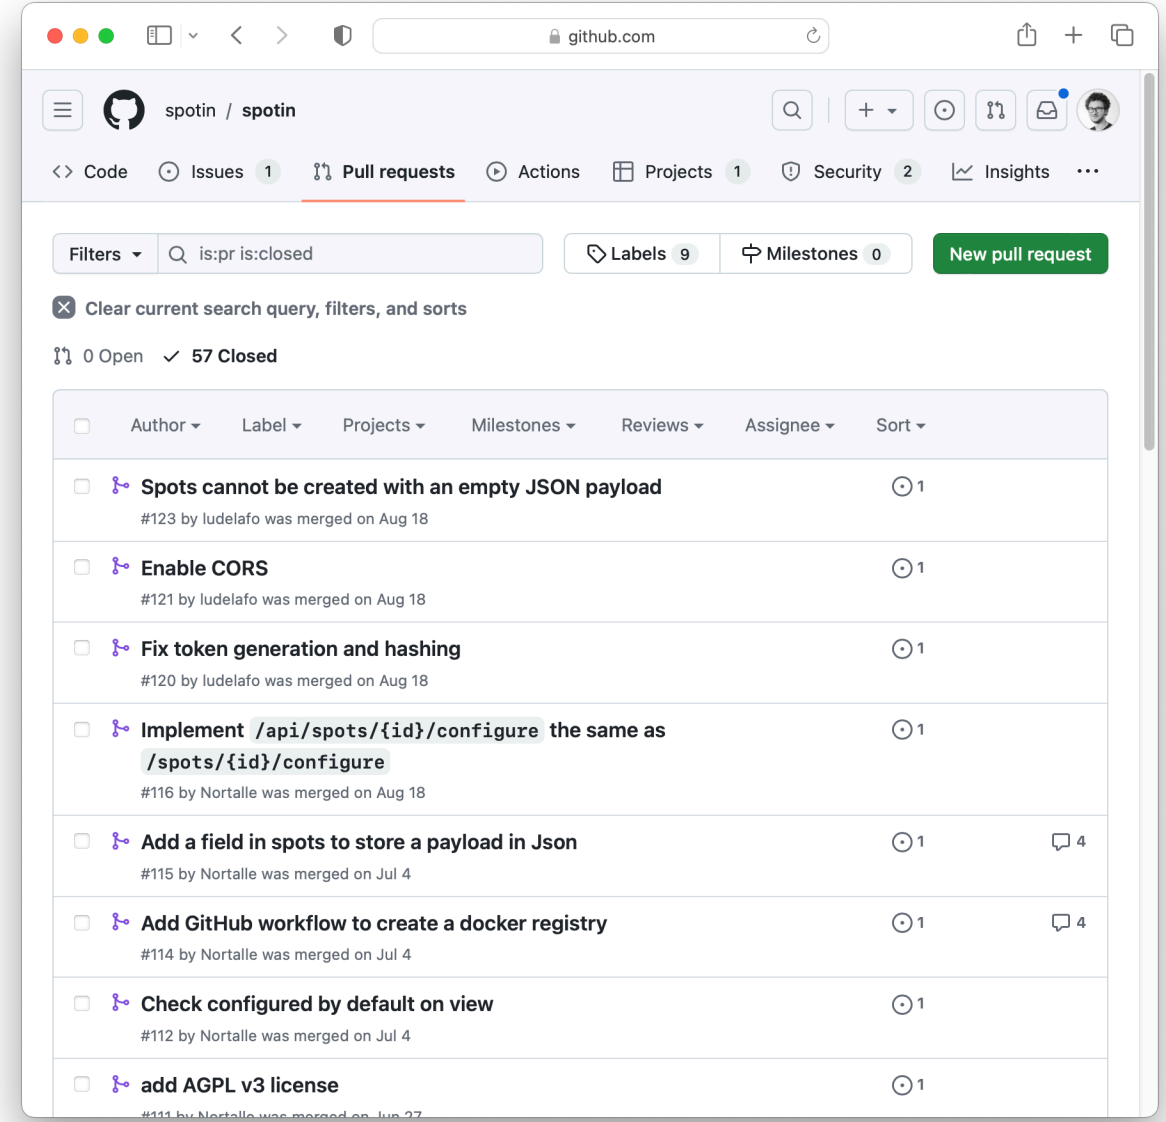 github.com
spotin / spotin
Code Issues 1 Pull requests Actions Projects 1 Security 2 Insights
Filters is:pr is:closed Labels 9 Milestones 0 New pull request
Clear current search query, filters, and sorts
0 Open 57 Closed
Author Label Projects Milestones Reviews Assignee Sort
Spots cannot be created with an empty JSON payload 1
#123 by ludelafo was merged on Aug 18
Enable CORS 1
#121 by ludelafo was merged on Aug 18
Fix token generation and hashing 1
#120 by ludelafo was merged on Aug 18
Implement /api/spots/{id}/configure the same as 1
/spots/{id}/configure
#116 by Nortalle was merged on Aug 18
Add a field in spots to store a payload in Json 1 4
#115 by Nortalle was merged on Jul 4
Add GitHub workflow to create a docker registry 1 4
#114 by Nortalle was merged on Jul 4
Check configured by default on view 1
#112 by Nortalle was merged on Jul 4
add AGPL v3 license 1
#111 by Nortalle was merged on Jun 27